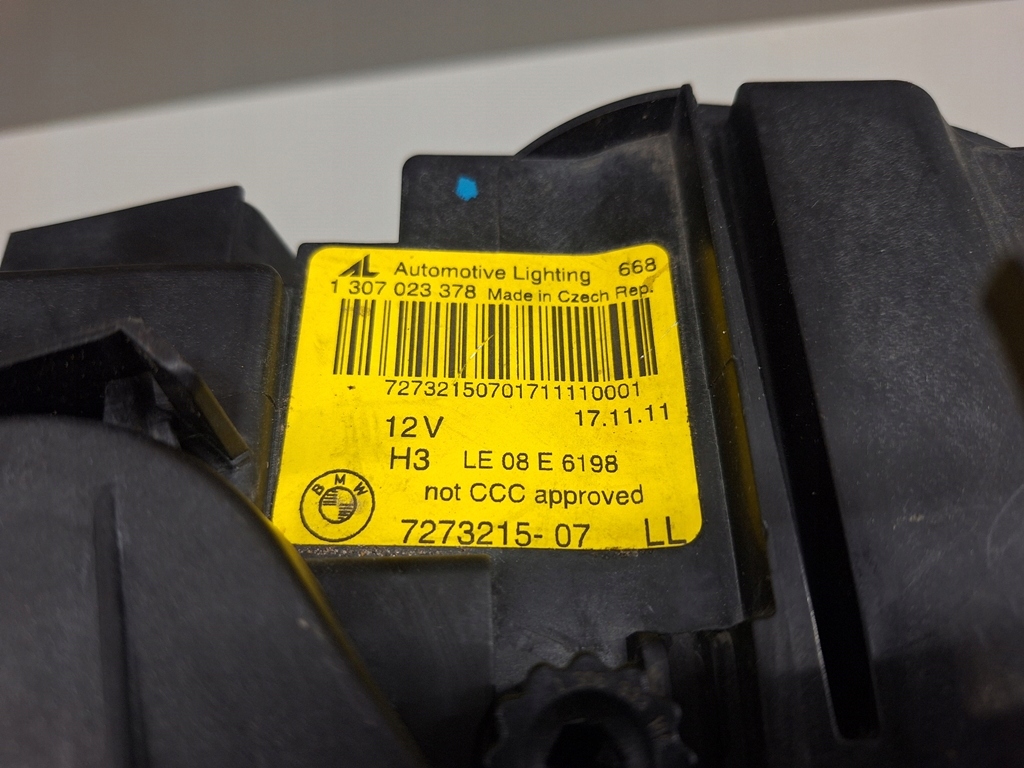 AL Automotive Lighting 668
1 307 023 378 Made in Czech Rep.
72732150701711110001
17.11.11
12V
H3 LE 08 E 6198
not CCC approved
BMW
7273215- 07 LL